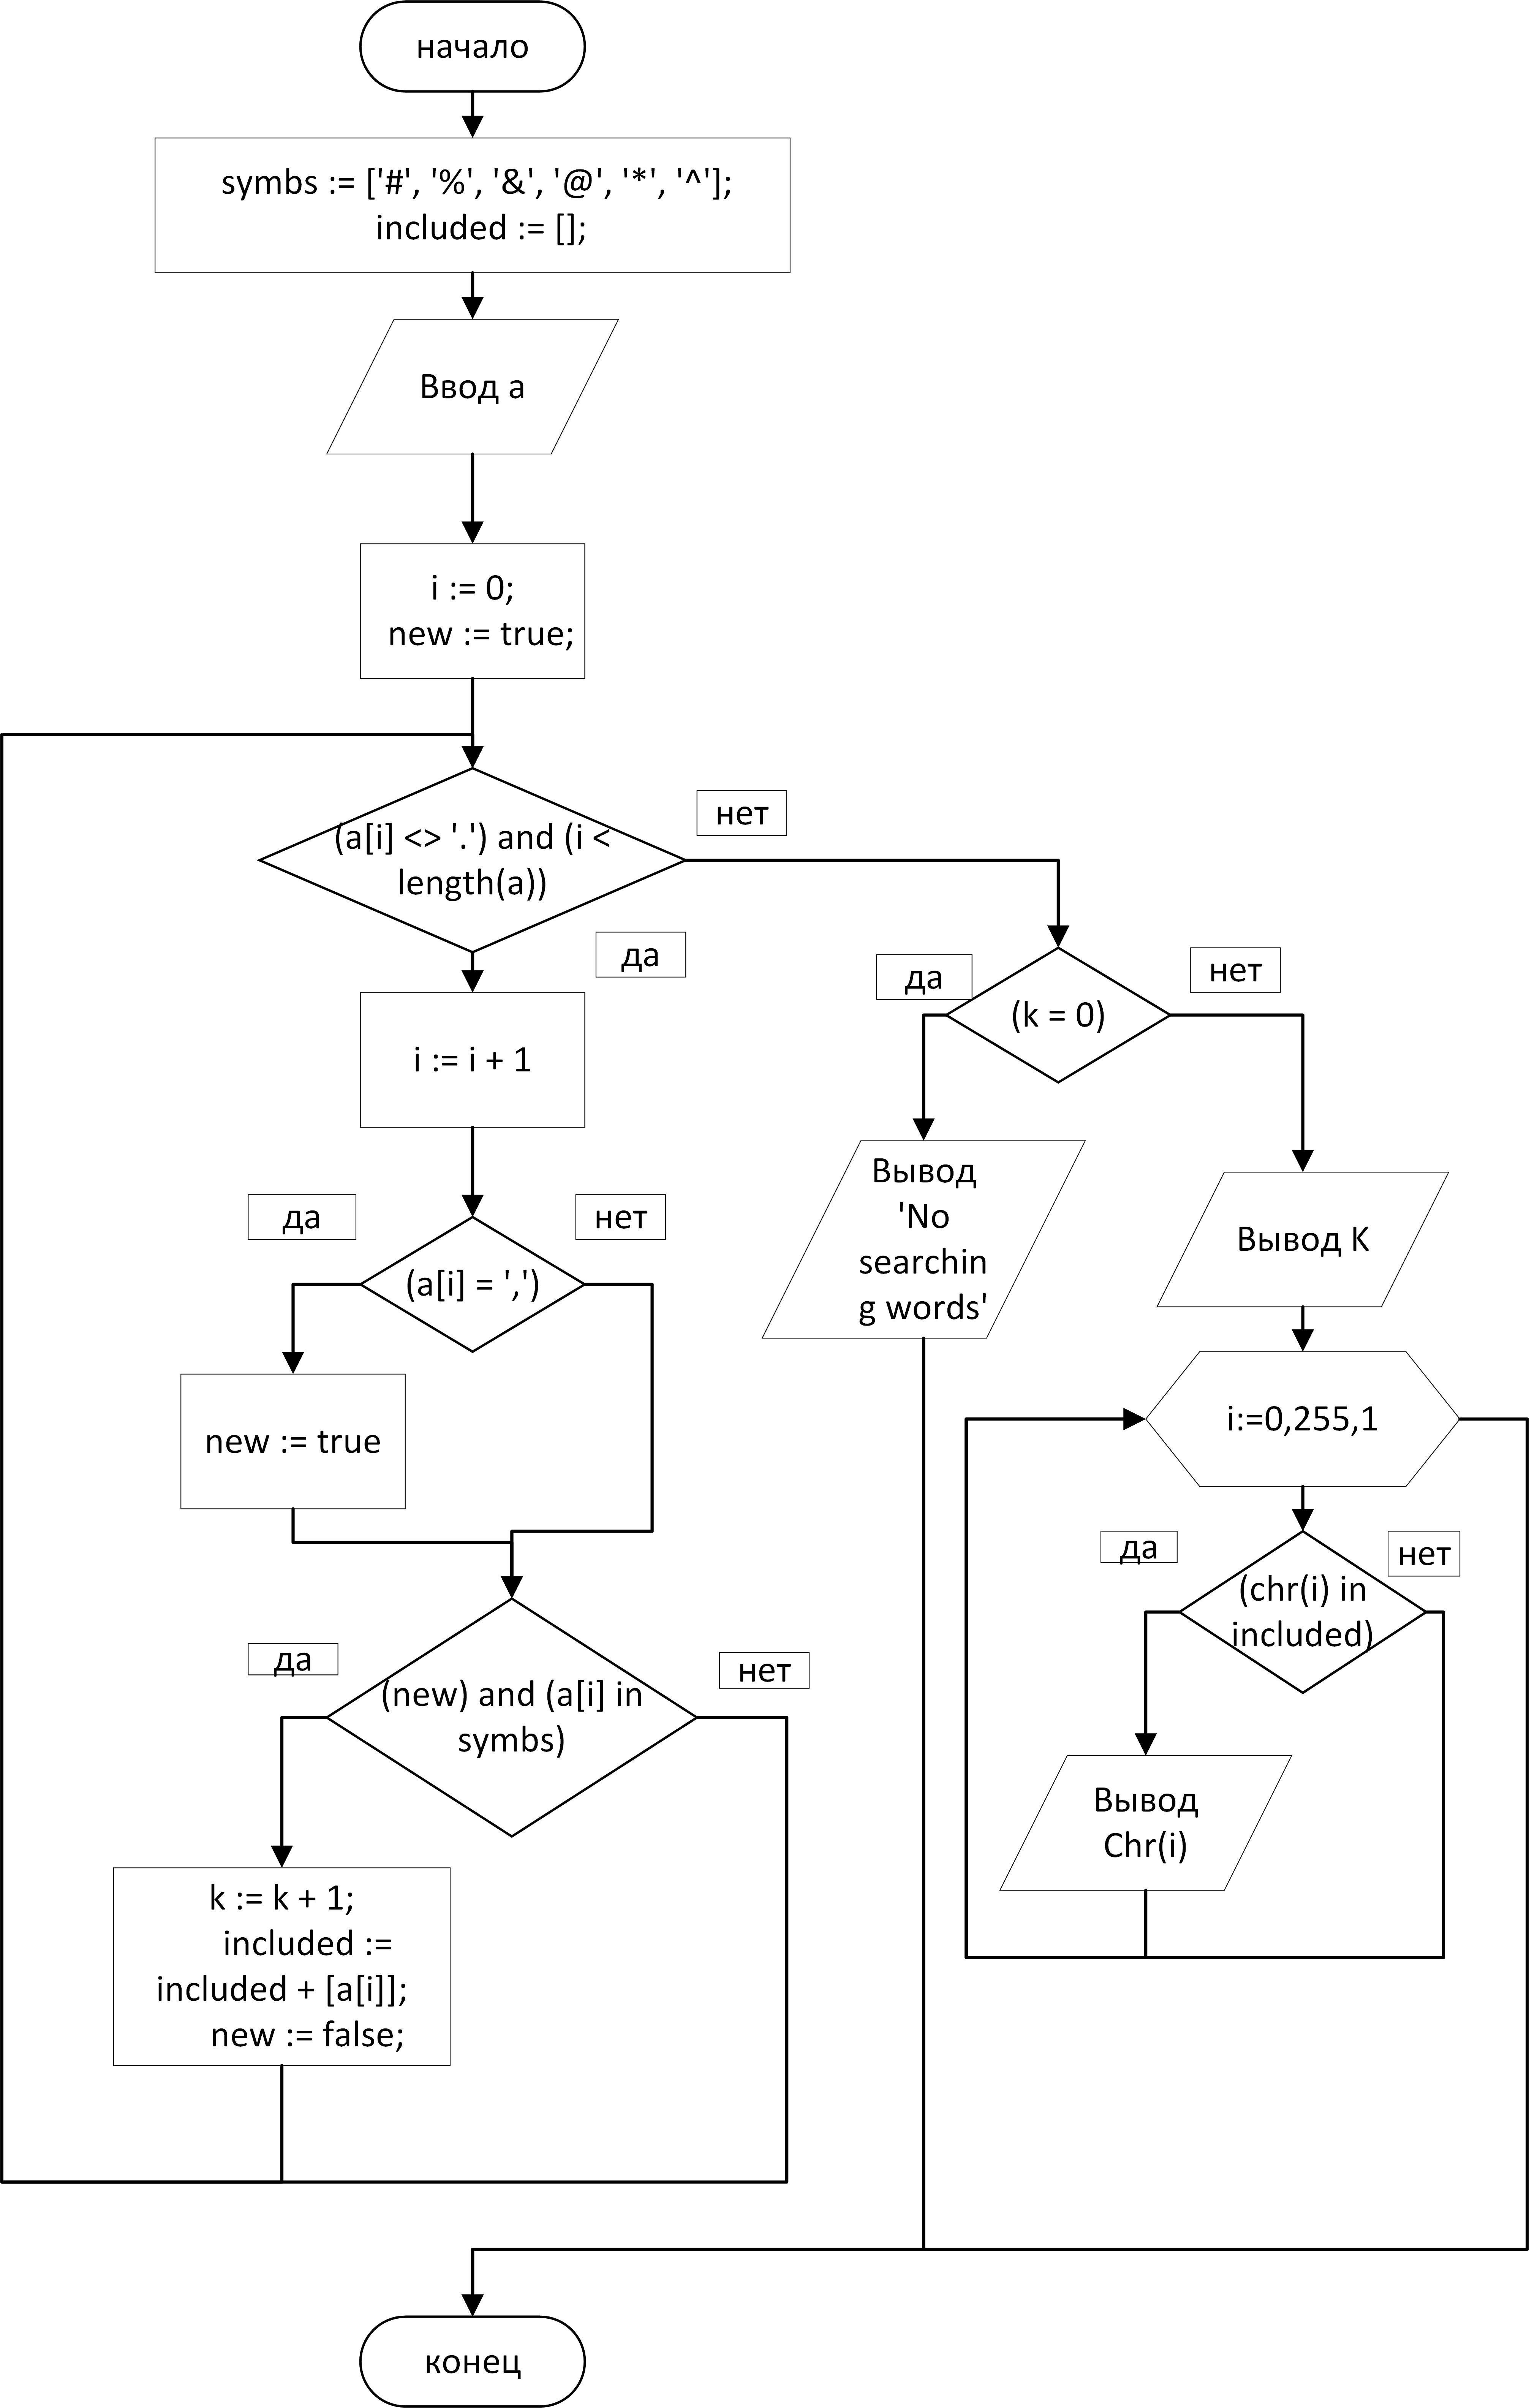 начало
symbs := ['#', '%', '&', '@', '*', '^'];
included := [];
Ввод a
i := 0;
new := true;
(a[i] <> '.') and (i <
length(a))
нет
да
i := i + 1
да
нет
(a[i] = ',')
new := true
(new) and (a[i] in
symbs)
да
нет
k := k + 1;
included :=
included + [a[i]];
new := false;
да
нет
(k = 0)
Вывод
'No
searchin
g words'
Вывод K
i:=0,255,1
да
нет
(chr(i) in
included)
Вывод
Chr(i)
конец